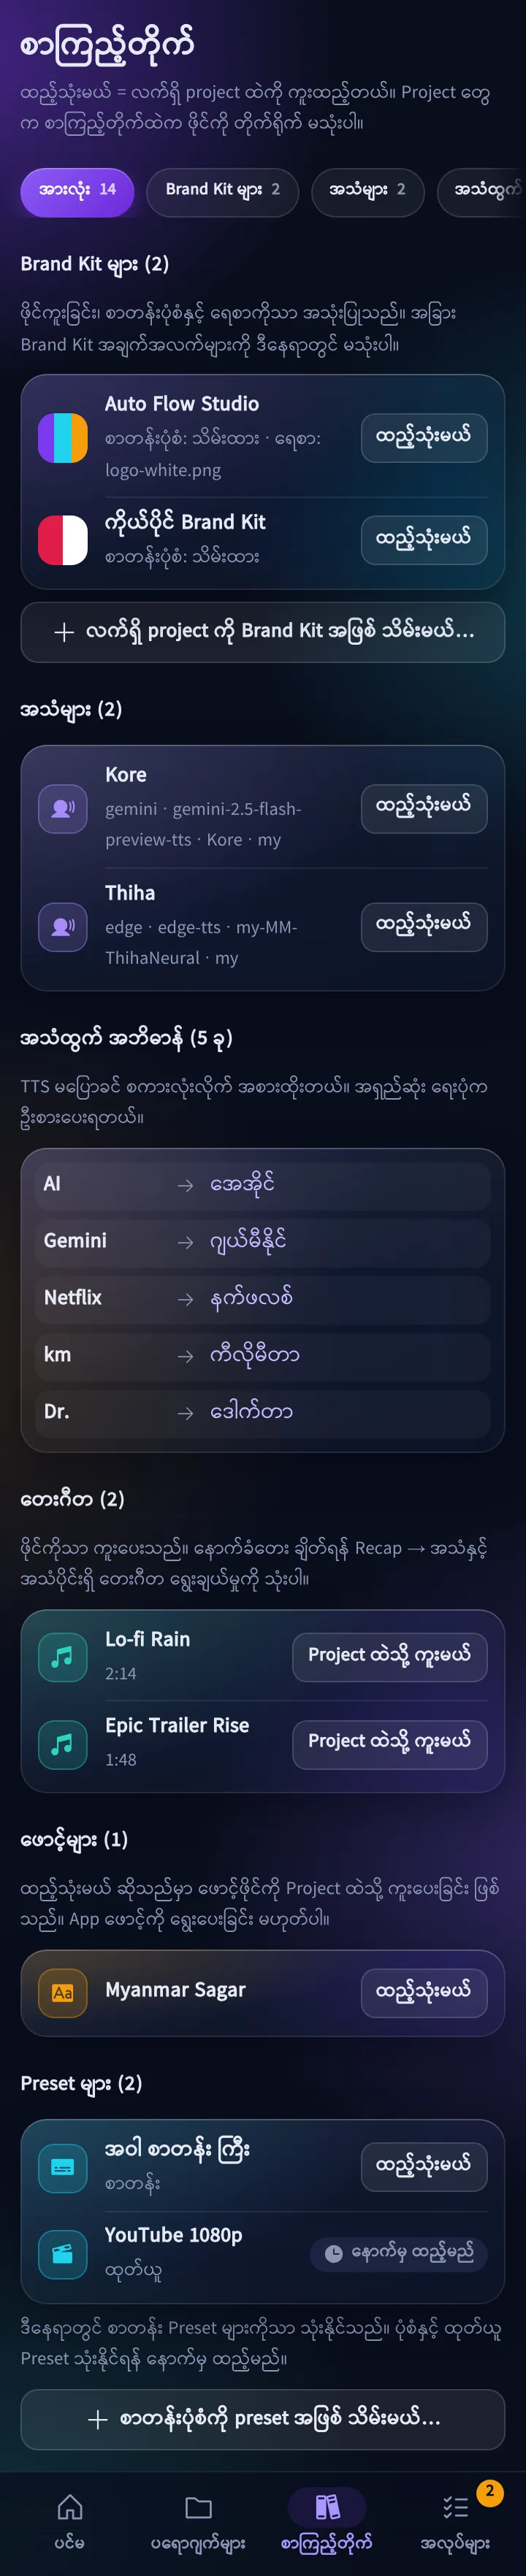 စာကြည့်တိုက်
ထည့်သုံးမယ် = လက်ရှိ project ထဲကို ကူးထည့်တယ်။ Project တွေ
က စာကြည့်တိုက်ထဲက ဖိုင်ကို တိုက်ရိုက် မသုံးပါ။
အားလုံး 14
Brand Kit များ 2
အသံများ 2
အသံထွက်
Brand Kit များ (2)
ဖိုင်ကူးခြင်း၊ စာတန်းပုံစံနှင့် ရေစာကိုသာ အသုံးပြုသည်။ အခြား
Brand Kit အချက်အလက်များကို ဒီနေရာတွင် မသုံးပါ။
Auto Flow Studio
စာတန်းပုံစံ: သိမ်းထား · ရေစာ:
logo-white.png
ထည့်သုံးမယ်
ကိုယ်ပိုင် Brand Kit
စာတန်းပုံစံ: သိမ်းထား
ထည့်သုံးမယ်
လက်ရှိ project ကို Brand Kit အဖြစ် သိမ်းမယ်…
အသံများ (2)
Kore
gemini · gemini-2.5-flash-
preview-tts · Kore · my
ထည့်သုံးမယ်
Thiha
edge · edge-tts · my-MM-
ThihaNeural · my
ထည့်သုံးမယ်
အသံထွက် အဘိဓာန် (5 ခု)
TTS မပြောခင် စကားလုံးလိုက် အစားထိုးတယ်။ အရှည်ဆုံး ရေးပုံက
ဦးစားပေးရတယ်။
AI → အေအိုင်
Gemini → ဂျယ်မီနိုင်
Netflix → နက်ဖလစ်
km → ကီလိုမီတာ
Dr. → ဒေါက်တာ
တေးဂီတ (2)
ဖိုင်ကိုသာ ကူးပေးသည်။ နောက်ခံတေး ချိတ်ရန် Recap → အသံနှင့်
အသံပိုင်းရှိ တေးဂီတ ရွေးချယ်မှုကို သုံးပါ။
Lo-fi Rain
2:14
Project ထဲသို့ ကူးမယ်
Epic Trailer Rise
1:48
Project ထဲသို့ ကူးမယ်
ဖောင့်များ (1)
ထည့်သုံးမယ် ဆိုသည်မှာ ဖောင့်ဖိုင်ကို Project ထဲသို့ ကူးပေးခြင်း ဖြစ်
သည်။ App ဖောင့်ကို ရွေးပေးခြင်း မဟုတ်ပါ။
Aa
Myanmar Sagar
ထည့်သုံးမယ်
Preset များ (2)
အဝါ စာတန်း ကြီး
စာတန်း
ထည့်သုံးမယ်
YouTube 1080p
ထုတ်ယူ
နောက်မှ ထည့်မည်
ဒီနေရာတွင် စာတန်း Preset များကိုသာ သုံးနိုင်သည်။ ပုံစံနှင့် ထုတ်ယူ
Preset သုံးနိုင်ရန် နောက်မှ ထည့်မည်။
စာတန်းပုံစံကို preset အဖြစ် သိမ်းမယ်…
ပင်မ
ပရောဂျက်များ
စာကြည့်တိုက်
2
အလုပ်များ